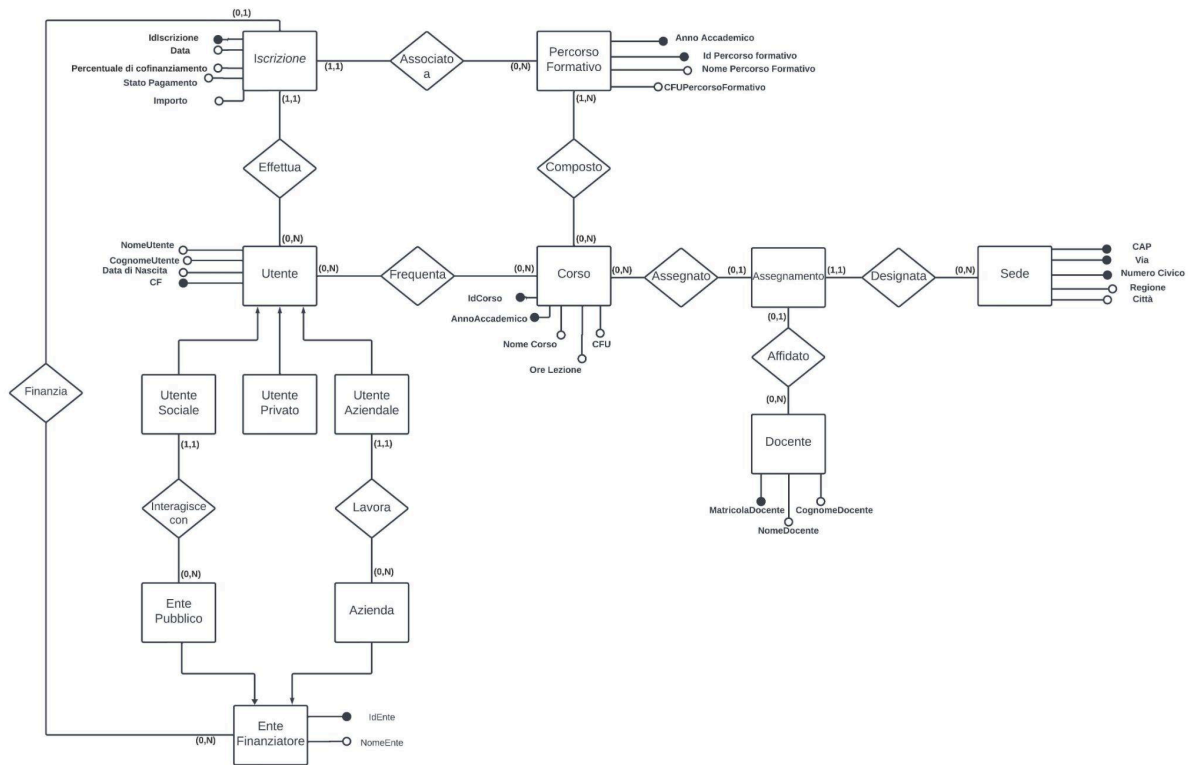 (0,1)
IdIscrizione
Data
Percentuale di cofinanziamento
Stato Pagamento
Importo
Iscrizione
(1,1)
(1,1)
Associato
a
(0,N)
Percorso
Formativo
(1,N)
Anno Accademico
Id Percorso formativo
Nome Percorso Formativo
CFUPercorsoFormativo
Effettua
Composto
(0,N)
(0,N)
NomeUtente
CognomeUtente
Data di Nascita
CF
Utente
(0,N)
Frequenta
(0,N)
Corso
(0,N)
IdCorso
AnnoAccademico
Nome Corso
Ore Lezione
CFU
Assegnato
(0,1)
Assegnamento
(1,1)
(0,1)
Designata
(0,N)
Sede
CAP
Via
Numero Civico
Regione
Città
Affidato
(0,N)
Docente
MatricolaDocente
NomeDocente
CognomeDocente
Finanzia
Utente
Sociale
Utente
Privato
Utente
Aziendale
(1,1)
(1,1)
Interagisce
con
Lavora
(0,N)
(0,N)
Ente
Pubblico
Azienda
Ente
Finanziatore
(0,N)
IdEnte
NomeEnte